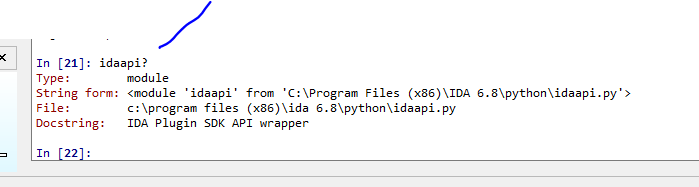 In [21]: idaapi?
Type: module
String form: <module 'idaapi' from 'C:\Program Files (x86)\IDA 6.8\python\idaapi.py'>
File: c:\program files (x86)\ida 6.8\python\idaapi.py
Docstring: IDA Plugin SDK API wrapper
In [22]: